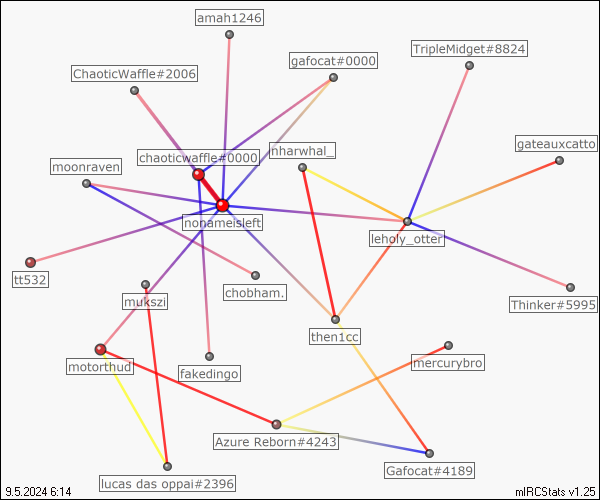 amah1246
TripleMidget#8824
gafocat#0000
ChaoticWaffle#2006
gateauxcatto
nharwhal_
chaoticwaffle#0000
moonraven
nonameisleft
leholy_otter
tt532
chobham.
mukszi
Thinker#5995
then1cc
mercurybro
motorthud
fakedingo
Azure Reborn#4243
Gafocat#4189
lucas das oppai#2396
9.5.2024 6:14
mIRCStats v1.25